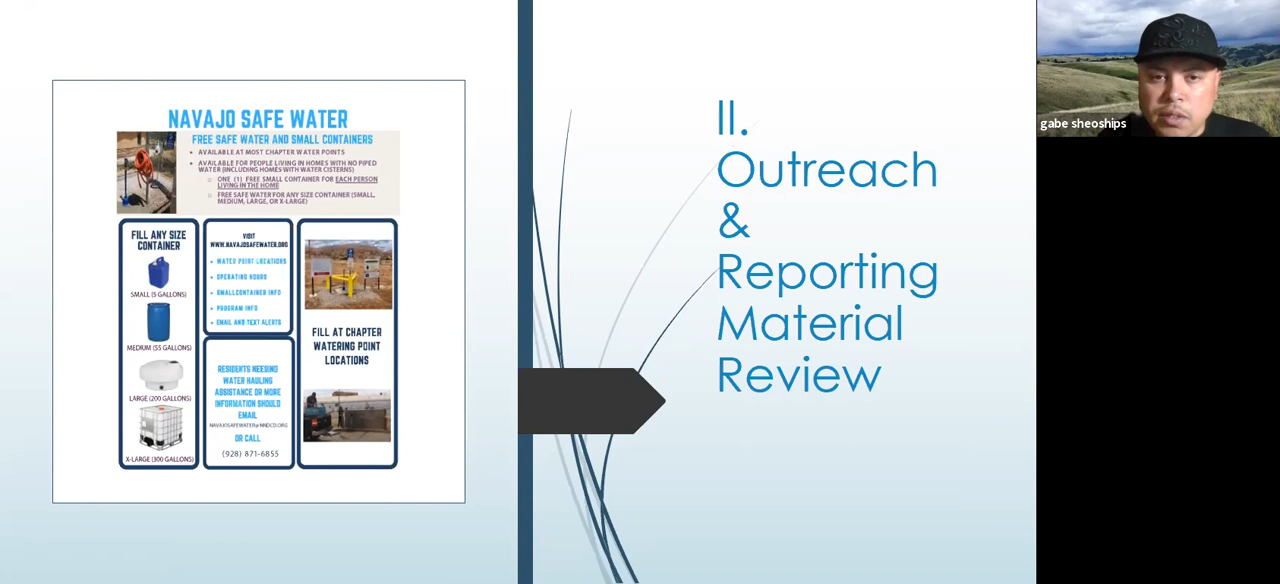 NAVAJO SAFE WATER
FREE SAFE WATER AND SMALL CONTAINERS
• AVAILABLE AT MOST CHAPTER WATER POINTS
• AVAILABLE FOR PEOPLE LIVING IN HOMES WITH NO PIPED
WATER (INCLUDING HOMES WITH WATER CISTERNS)
○ ONE (1) FREE SMALL CONTAINER FOR EACH PERSON
LIVING IN THE HOME
○ FREE SAFE WATER FOR ANY SIZE CONTAINER (SMALL,
MEDIUM, LARGE, OR X-LARGE)
FILL ANY SIZE
CONTAINER
SMALL (5 GALLONS)
MEDIUM (55 GALLONS)
LARGE (200 GALLONS)
X-LARGE (300 GALLONS)
VISIT
WWW.NAVAJOSAFEWATER.ORG
• WATER POINT LOCATIONS
• OPERATING HOURS
• SMALLCONTAINER INFO
• PROGRAM INFO
• EMAIL AND TEXT ALERTS
RESIDENTS NEEDING
WATER HAULING
ASSISTANCE OR MORE
INFORMATION SHOULD
EMAIL
NAVAJOSAFEWATER@NNDCD.ORG
OR CALL
(928) 871-6855
FILL AT CHAPTER
WATERING POINT
LOCATIONS
II.
Outreach
&
Reporting
Material
Review
gabe sheoships